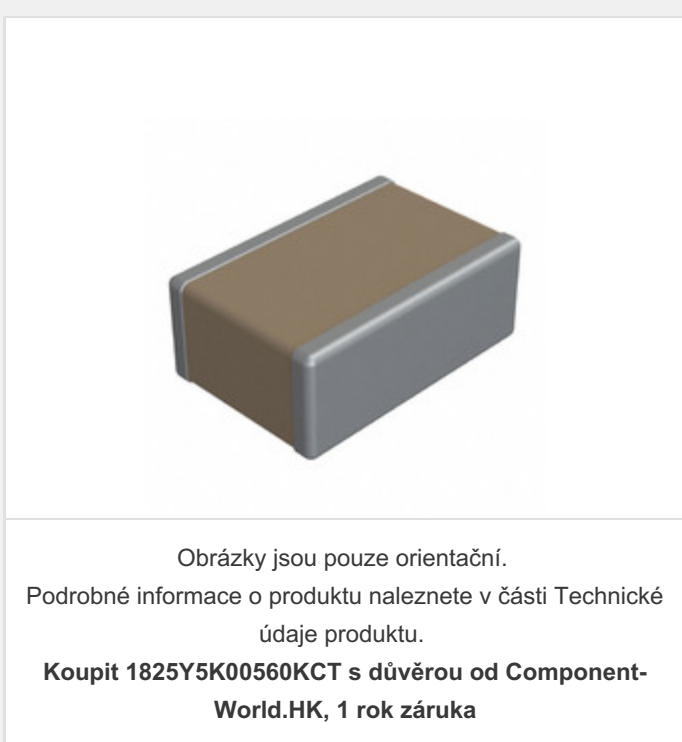 Obrázky jsou pouze orientační.
Podrobné informace o produktu naleznete v části Technické
údaje produktu.
Koupit 1825Y5K00560KCT s důvěrou od Component-
World.HK, 1 rok záruka